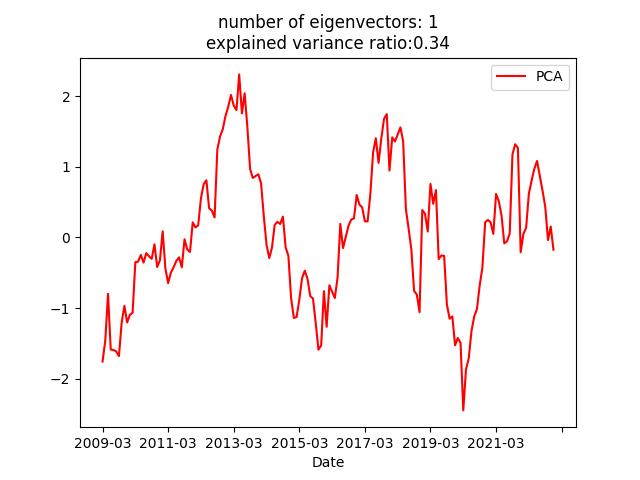 number of eigenvectors: 1
explained variance ratio:0.34
PCA
2
1
0
−1
−2
2009-03 2011-03 2013-03 2015-03 2017-03 2019-03 2021-03
Date